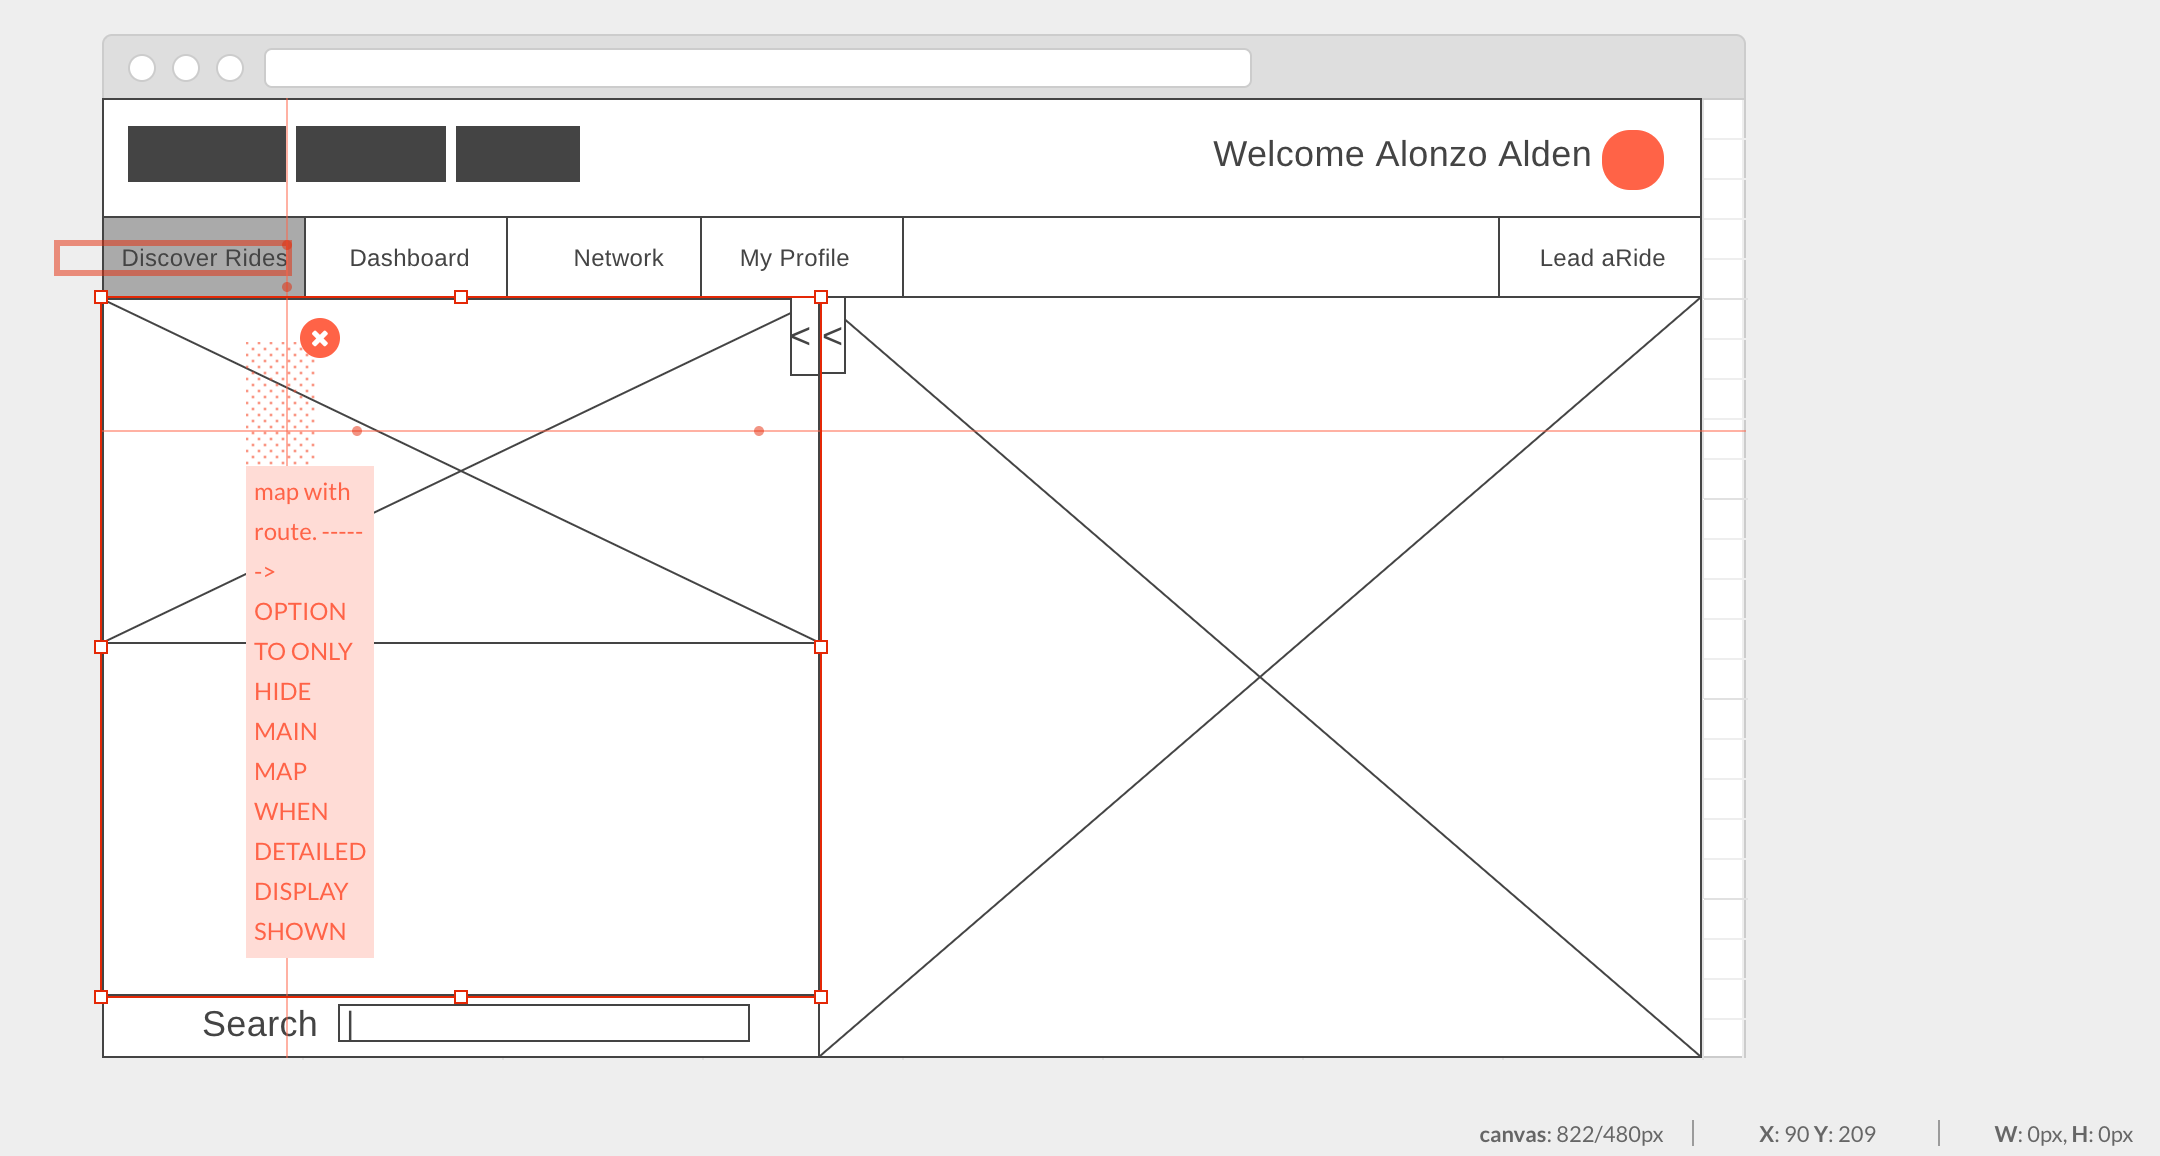 Welcome Alonzo Alden
Discover Rides
Dashboard
Network
My Profile
Lead aRide
< <
map with
route. -----
->
OPTION
TO ONLY
HIDE
MAIN
MAP
WHEN
DETAILED
DISPLAY
SHOWN
Search
canvas: 822/480px
X: 90 Y: 209
W: 0px, H: 0px